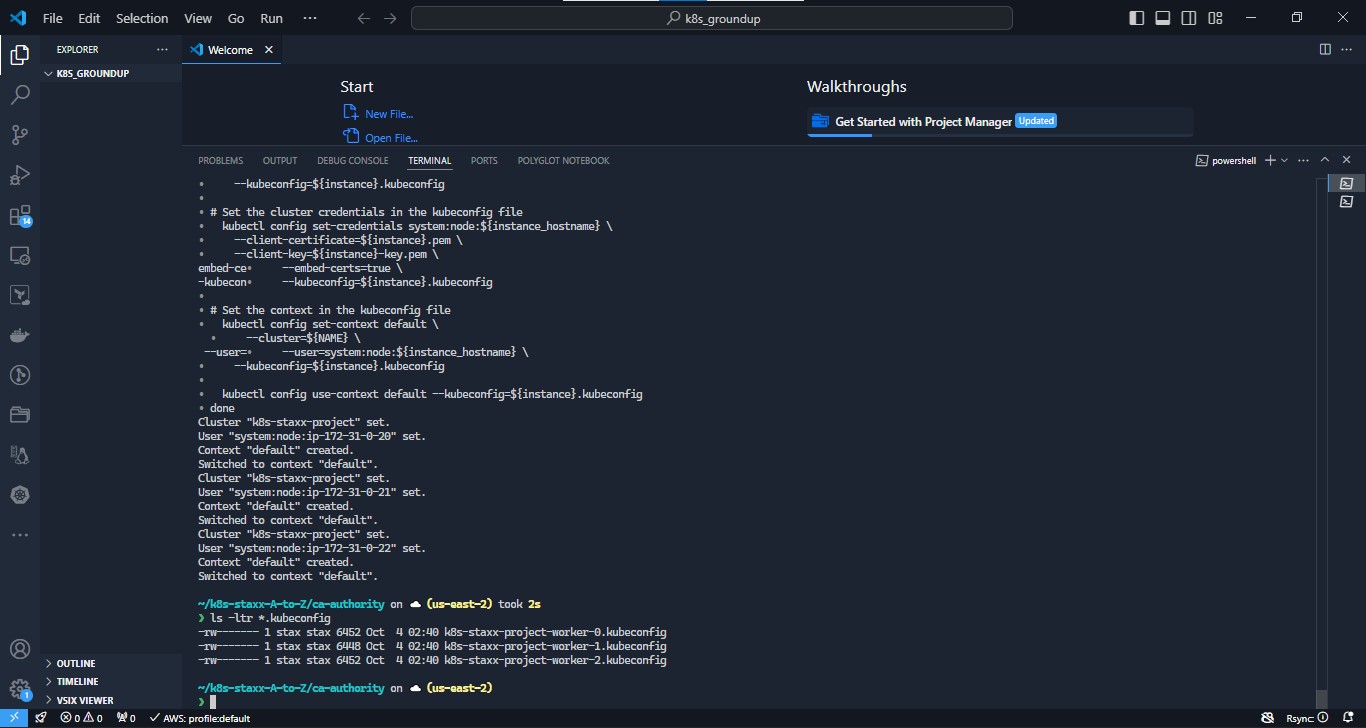 File Edit Selection View Go Run ··· k8s_groundup
EXPLORER ···
Welcome
K8S_GROUNDUP
Start
New File...
Open File...
Walkthroughs
Get Started with Project Manager Updated
PROBLEMS OUTPUT DEBUG CONSOLE TERMINAL PORTS POLYGLOT NOTEBOOK powershell
--kubeconfig=${instance}.kubeconfig
# Set the cluster credentials in the kubeconfig file
kubectl config set-credentials system:node:${instance_hostname} \
--client-certificate=${instance}.pem \
--client-key=${instance}-key.pem \
embed-ce --embed-certs=true \
-kubecon --kubeconfig=${instance}.kubeconfig
# Set the context in the kubeconfig file
kubectl config set-context default \
--cluster=${NAME} \
--user= --user=system:node:${instance_hostname} \
--kubeconfig=${instance}.kubeconfig
kubectl config use-context default --kubeconfig=${instance}.kubeconfig
done
Cluster "k8s-staxx-project" set.
User "system:node:ip-172-31-0-20" set.
Context "default" created.
Switched to context "default".
Cluster "k8s-staxx-project" set.
User "system:node:ip-172-31-0-21" set.
Context "default" created.
Switched to context "default".
Cluster "k8s-staxx-project" set.
User "system:node:ip-172-31-0-22" set.
Context "default" created.
Switched to context "default".
~/k8s-staxx-A-to-Z/ca-authority on ☁ (us-east-2) took 2s
❯ ls -ltr *.kubeconfig
-rw------- 1 stax stax 6452 Oct 4 02:40 k8s-staxx-project-worker-0.kubeconfig
-rw------- 1 stax stax 6448 Oct 4 02:40 k8s-staxx-project-worker-1.kubeconfig
-rw------- 1 stax stax 6452 Oct 4 02:40 k8s-staxx-project-worker-2.kubeconfig
~/k8s-staxx-A-to-Z/ca-authority on ☁ (us-east-2)
❯
14
OUTLINE
TIMELINE
VSIX VIEWER
1
0 0 0 AWS: profile:default Rsync